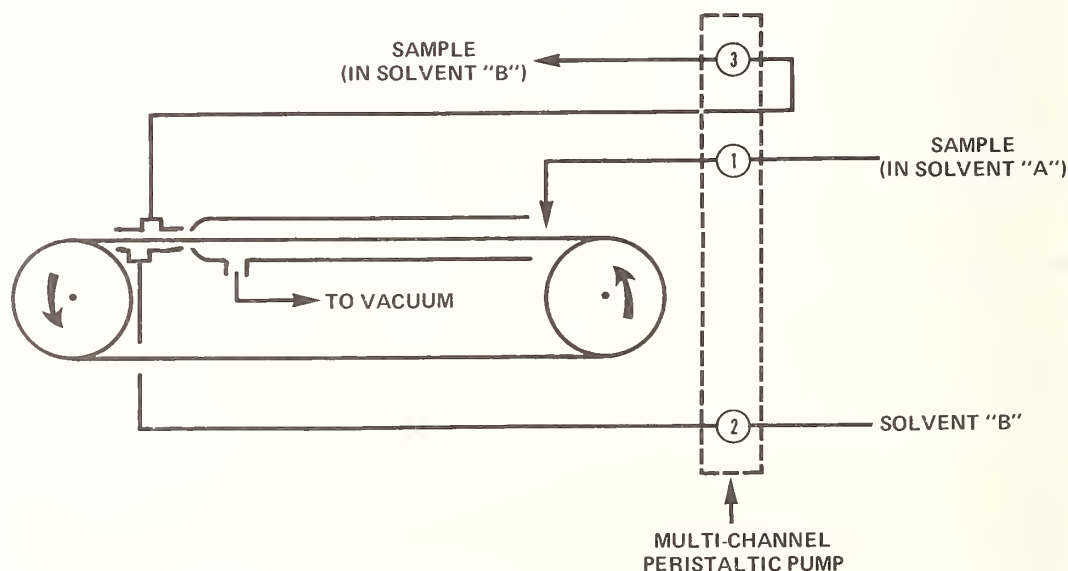 SAMPLE
(IN SOLVENT "B")
3
1
SAMPLE
(IN SOLVENT "A")
TO VACUUM
2
SOLVENT "B"
MULTI-CHANNEL
PERISTALTIC PUMP